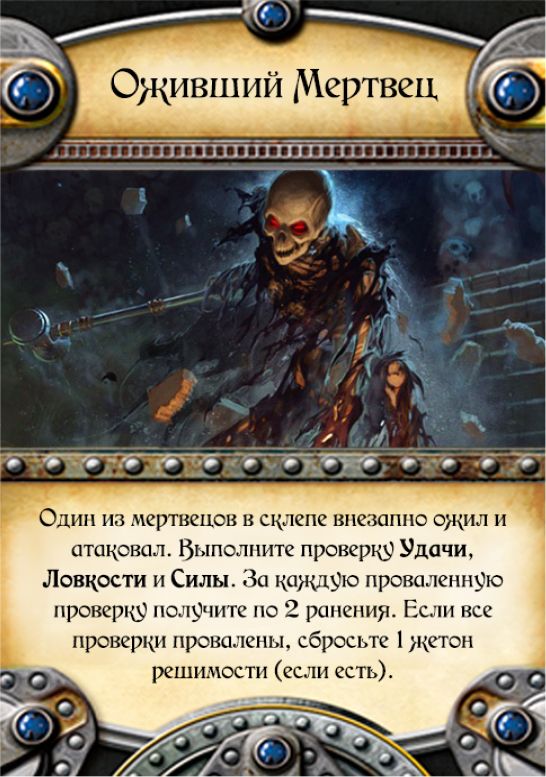 Оживший Мертвец
Один из мертвецов в склепе внезапно ожил и
атаковал. Выполните проверку Удачи,
Ловкости и Силы. За каждую проваленную
проверку получите по 2 ранения. Если все
проверки провалены, сбросьте 1 жетон
решимости (если есть).